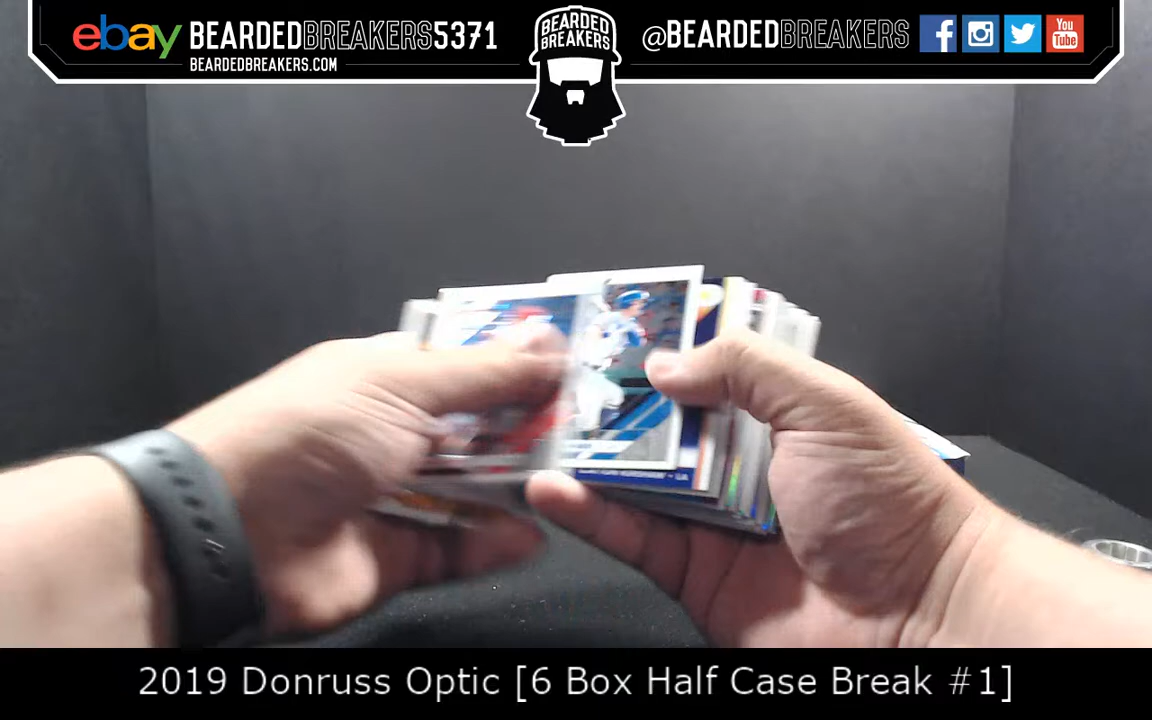 ebay BEARDEDBREAKERS5371
BEARDEDBREAKERS.COM
BEARDED
BREAKERS
@BEARDEDBREAKERS
You
Tube
2019 Donruss Optic [6 Box Half Case Break #1]